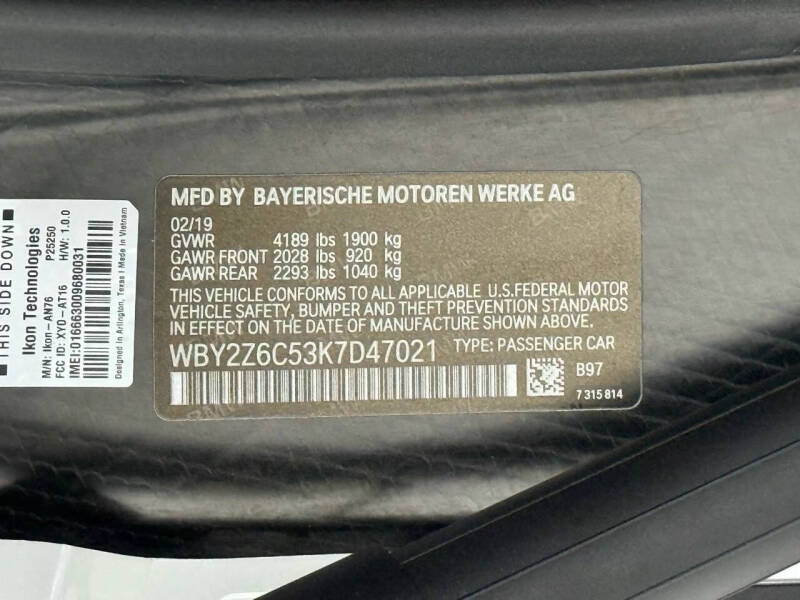 THIS SIDE DOWN
Ikon Technologies
M/N: Ikon-AN76 P25250
FCC ID: XYO-AT16 H/W: 1.0.0
IMEI:016663009680031
Designed in Arlington, Texas I Made in Vietnam
MFD BY BAYERISCHE MOTOREN WERKE AG
02/19
GVWR 4189 lbs 1900 kg
GAWR FRONT 2028 lbs 920 kg
GAWR REAR 2293 lbs 1040 kg
THIS VEHICLE CONFORMS TO ALL APPLICABLE U.S.FEDERAL MOTOR
VEHICLE SAFETY, BUMPER AND THEFT PREVENTION STANDARDS
IN EFFECT ON THE DATE OF MANUFACTURE SHOWN ABOVE.
WBY2Z6C53K7D47021 TYPE: PASSENGER CAR
B97
7 315 814